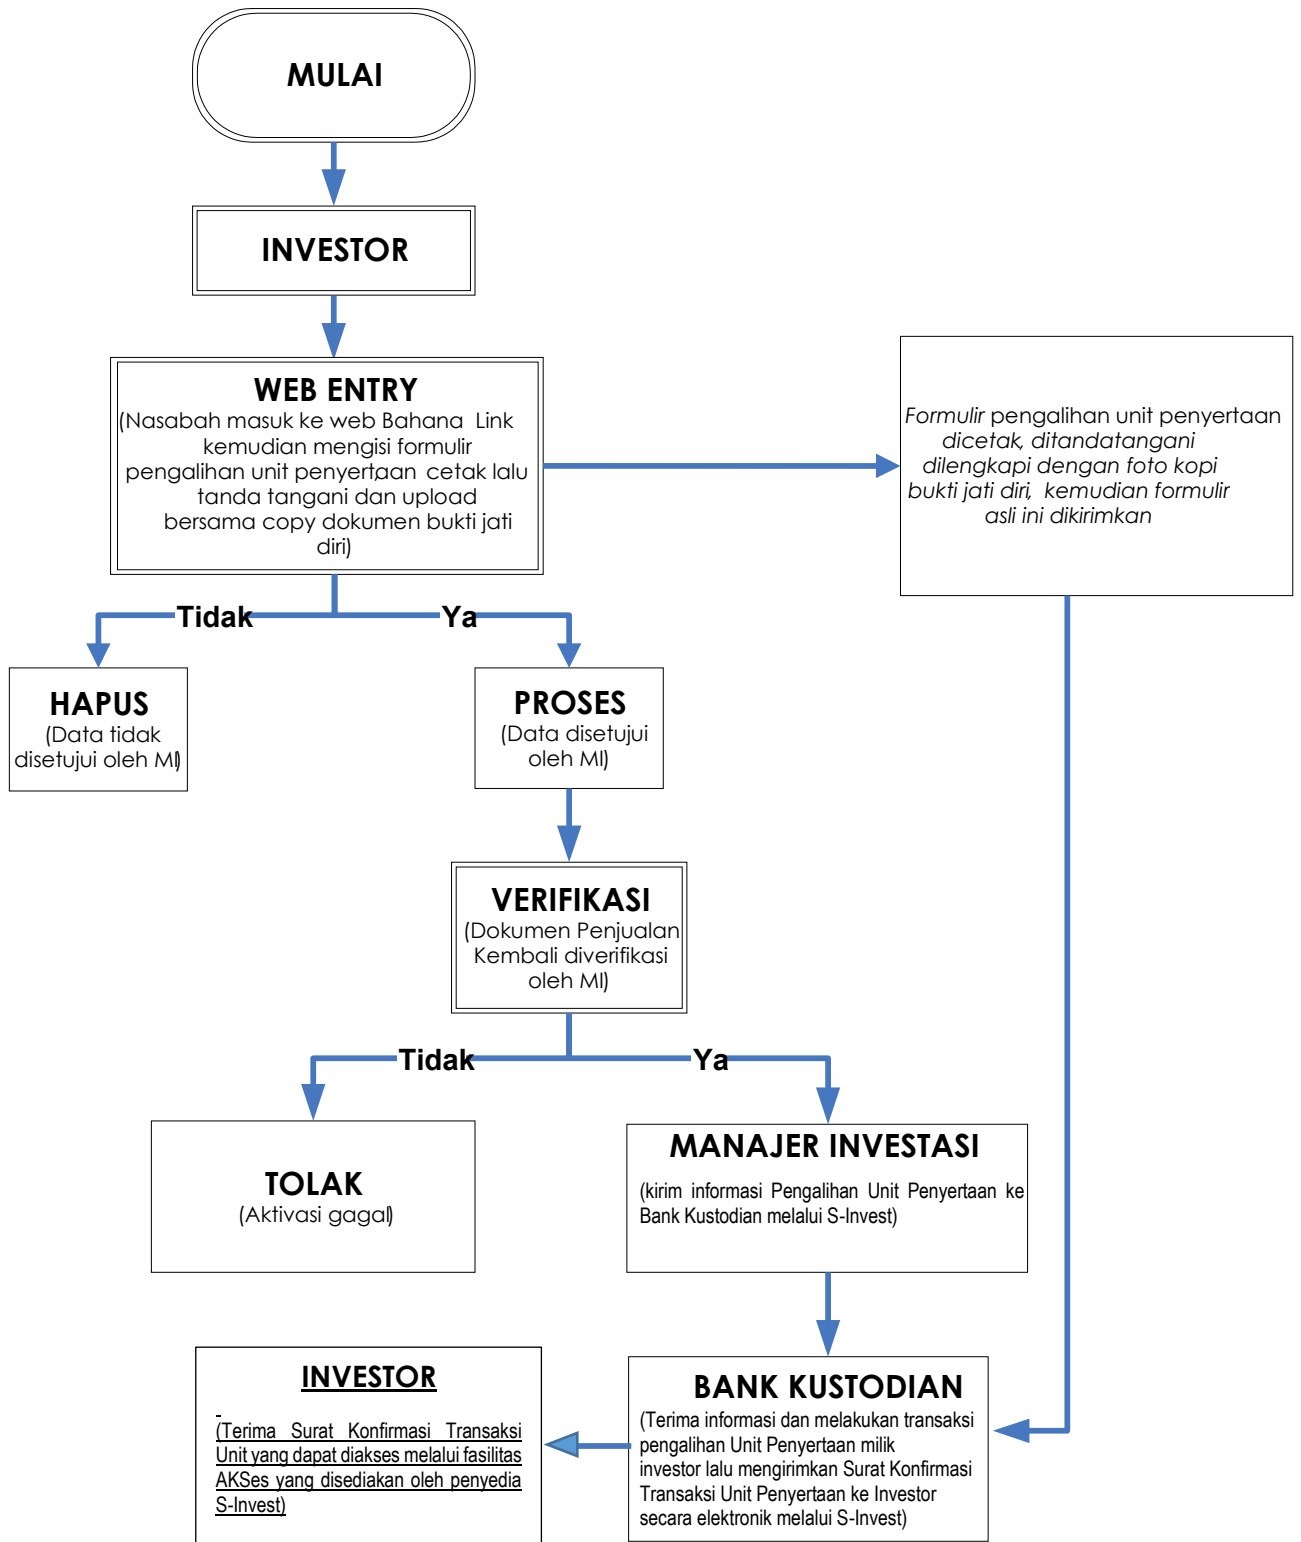 MULAI
INVESTOR
WEB ENTRY
(Nasabah masuk ke web Bahana Link
kemudian mengisi formulir
pengalihan unit penyertaan, cetak lalu
tanda tangani dan upload
bersama copy dokumen bukti jati
diri)
Formulir pengalihan unit penyertaan
dicetak, ditandatangani
dilengkapi dengan foto kopi
bukti jati diri, kemudian formulir
asli ini dikirimkan
Tidak
Ya
HAPUS
(Data tidak
disetujui oleh MI)
PROSES
(Data disetujui
oleh MI)
VERIFIKASI
(Dokumen Penjualan
Kembali diverifikasi
oleh MI)
Tidak
Ya
TOLAK
(Aktivasi gagal)
MANAJER INVESTASI
(kirim informasi Pengalihan Unit Penyertaan ke
Bank Kustodian melalui S-Invest)
INVESTOR
(Terima Surat Konfirmasi Transaksi
Unit yang dapat diakses melalui fasilitas
AKSes yang disediakan oleh penyedia
S-Invest)
BANK KUSTODIAN
(Terima informasi dan melakukan transaksi
pengalihan Unit Penyertaan milik
investor lalu mengirimkan Surat Konfirmasi
Transaksi Unit Penyertaan ke Investor
secara elektronik melalui S-Invest)